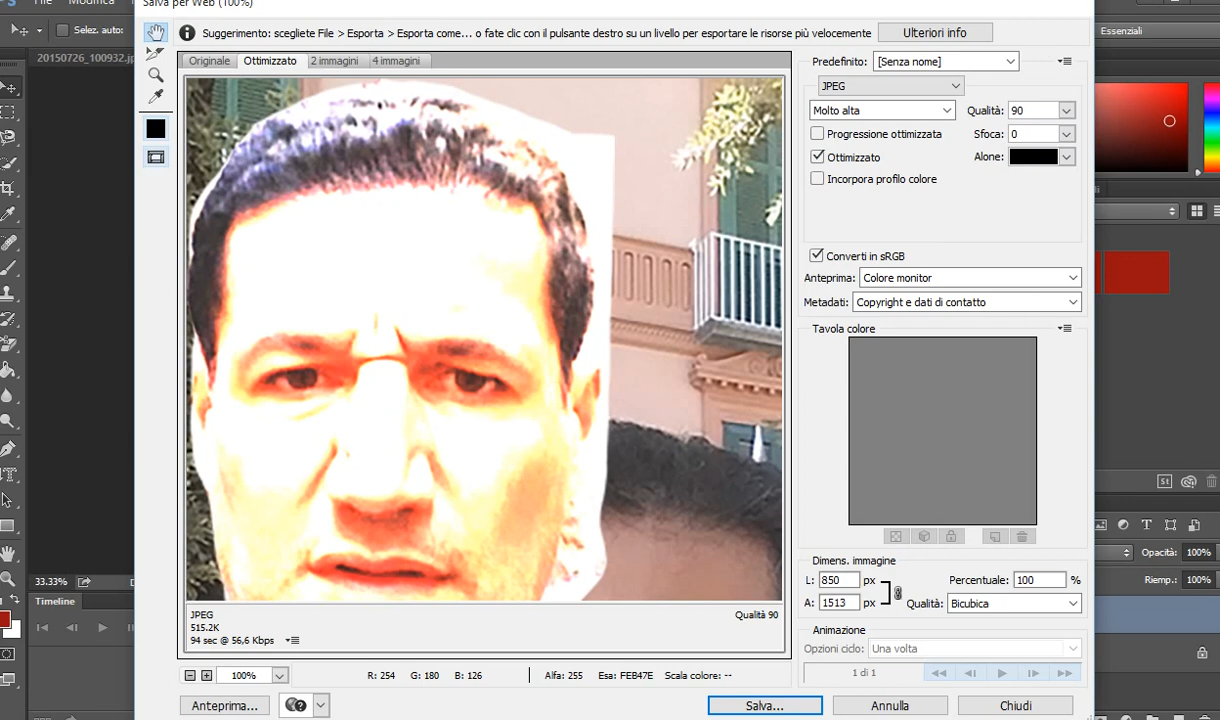 Modifica
Salva per Web (100%)
Selez. auto:
Suggerimento: scegliete File > Esporta > Esporta come... o fate clic con il pulsante destro su un livello per esportare le risorse più velocemente
Ulteriori info
Essenziali
20150726_100932.jp
Originale
Ottimizzato
2 immagini
4 immagini
Predefinito: [Senza nome]
JPEG
Molto alta
Qualità: 90
Progressione ottimizzata
Sfoca: 0
Ottimizzato
Alone:
Incorpora profilo colore
Converti in sRGB
Anteprima: Colore monitor
Metadati: Copyright e dati di contatto
Tavola colore
St
Dimens. immagine
L: 850 px
Percentuale: 100 %
A: 1513 px
Qualità: Bicubica
Opacità: 100%
Riemp.: 100%
33.33%
Timeline
JPEG
Qualità 90
515.2K
94 sec @ 56,6 Kbps
Animazione
Opzioni ciclo: Una volta
1 di 1
100%
R: 254 G: 180 B: 126 Alfa: 255 Esa: FEB47E Scala colore: --
Anteprima...
Salva...
Annulla
Chiudi